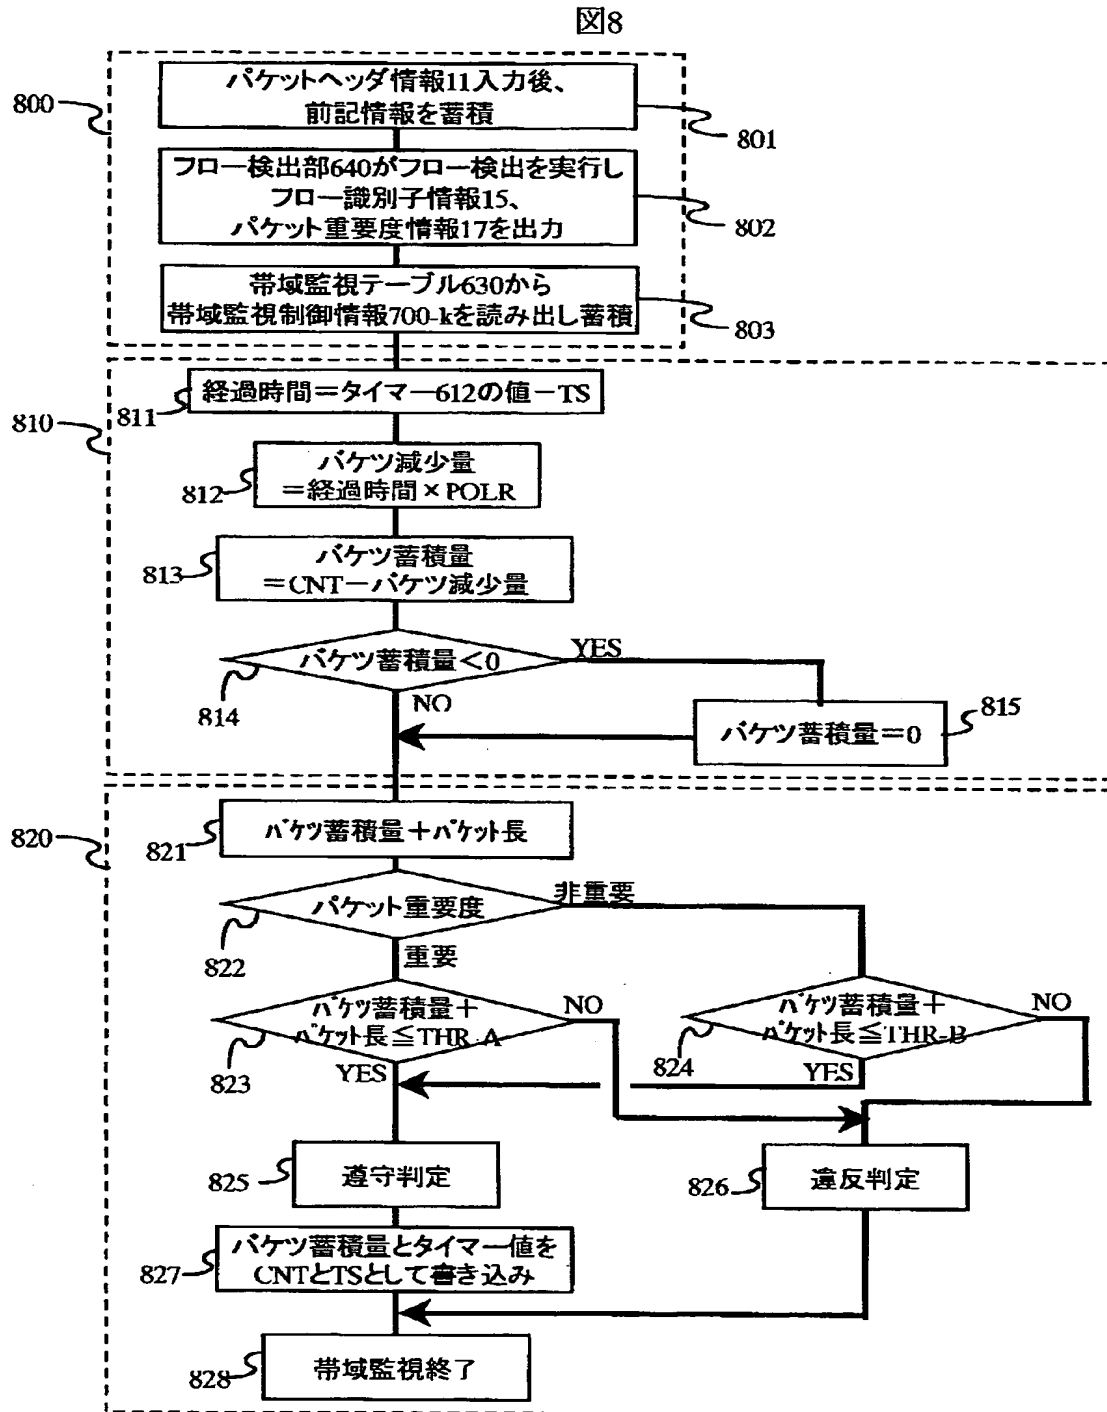 図8
800
パケットヘッダ情報11入力後、
前記情報を蓄積
801
フロー検出部640がフロー検出を実行し
フロー識別子情報15、
パケット重要度情報17を出力
802
帯域監視テーブル630から
帯域監視制御情報700-kを読み出し蓄積
803
810
経過時間=タイマー612の値-TS
811
バケツ減少量
=経過時間×POLR
812
バケツ蓄積量
=CNT-バケツ減少量
813
バケツ蓄積量<0
YES
814
NO
バケツ蓄積量=0
815
820
バケツ蓄積量+パケット長
821
パケット重要度
非重要
822
重要
バケツ蓄積量+
パケット長≦THR-A
NO
823
YES
バケツ蓄積量+
パケット長≦THR-B
NO
824
YES
遵守判定
825
違反判定
826
バケツ蓄積量とタイマー値を
CNTとTSとして書き込み
827
帯域監視終了
828